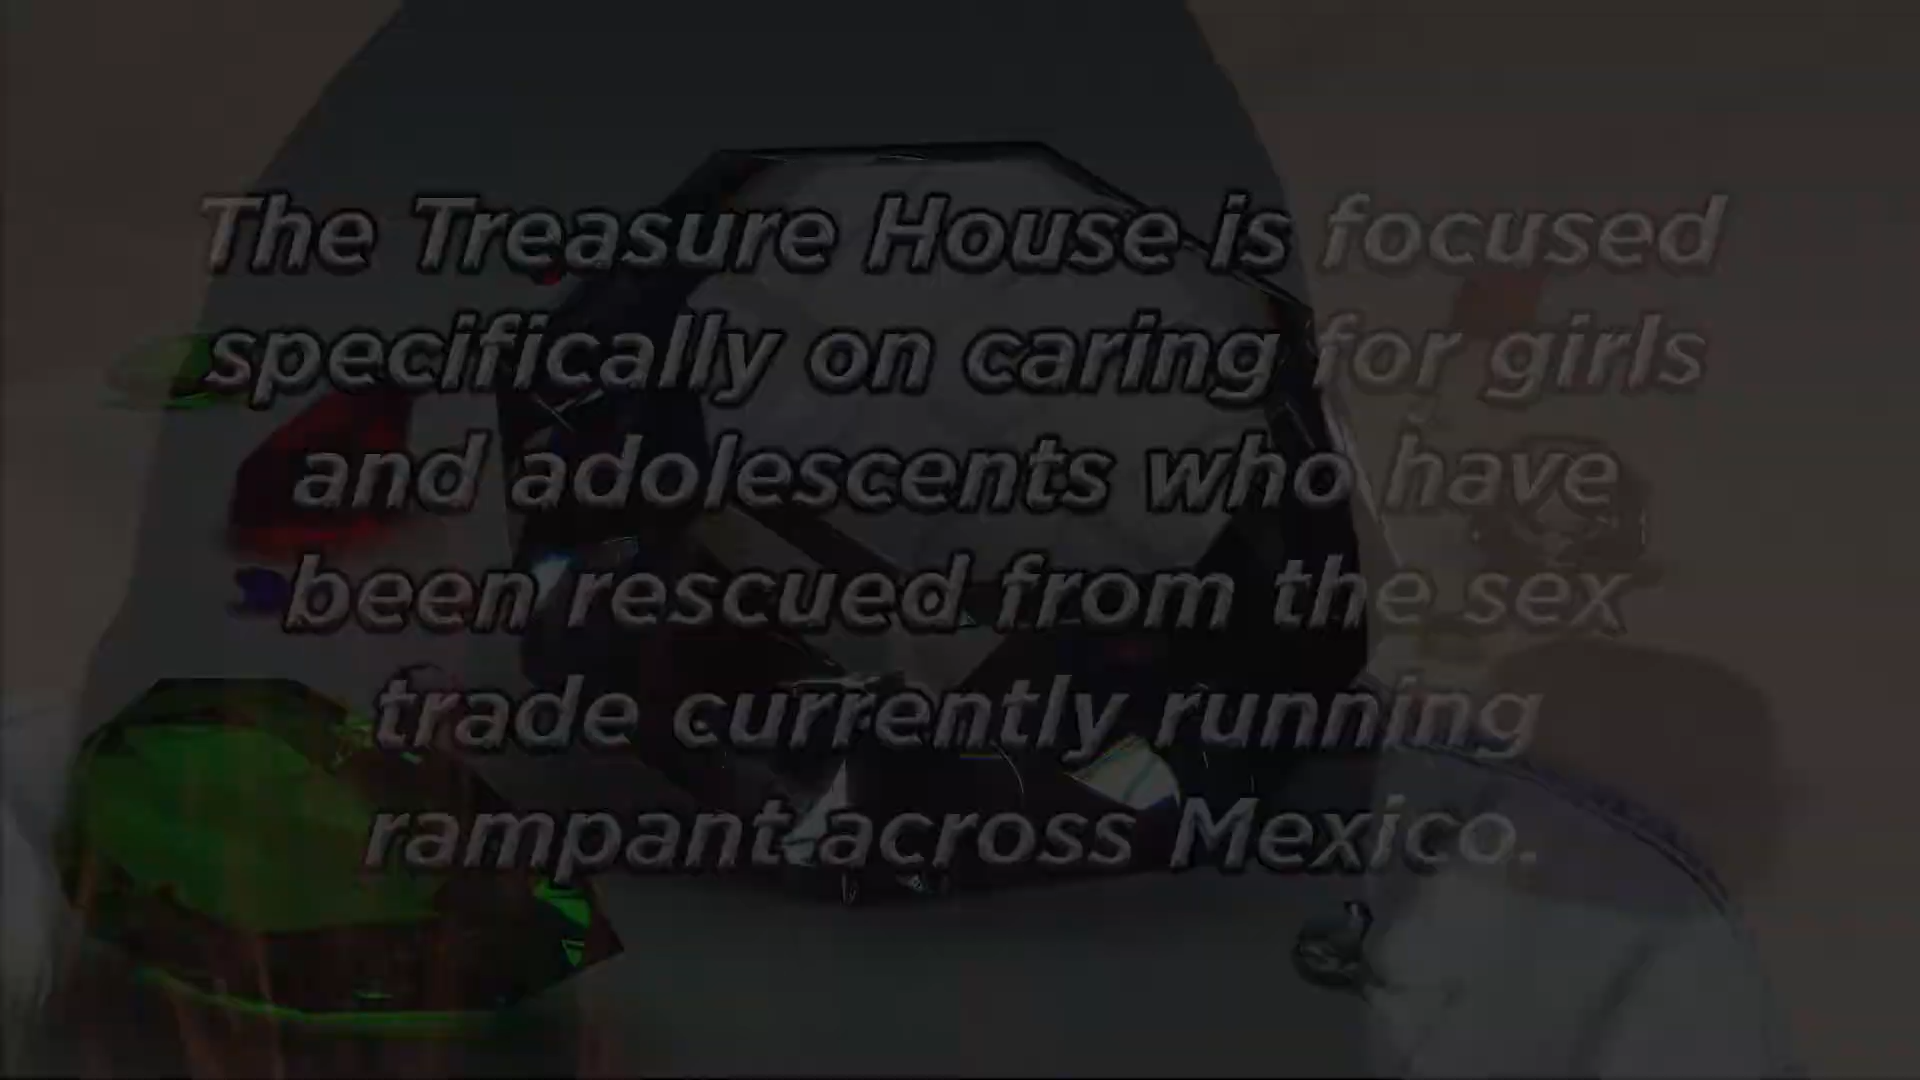 The Treasure House is focused
specifically on caring for girls
and adolescents who have
been rescued from the sex
trade currently running
rampant across Mexico.